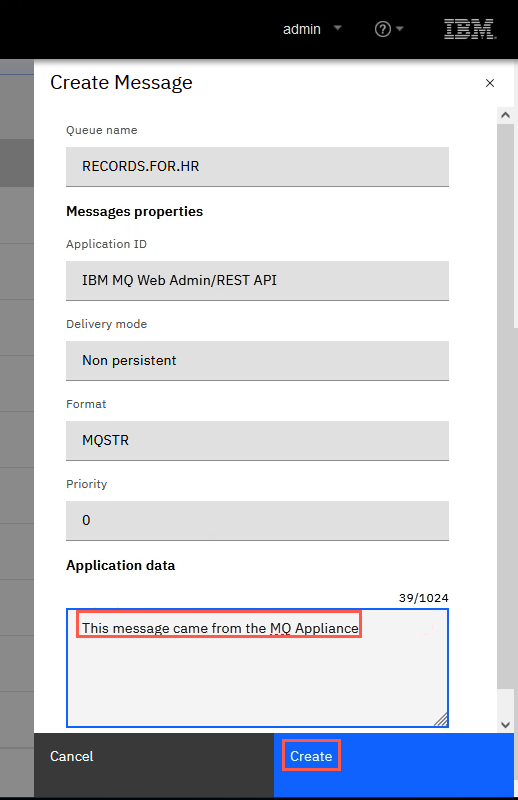 admin
IBM
Create Message
Queue name
RECORDS.FOR.HR
Messages properties
Application ID
IBM MQ Web Admin/REST API
Delivery mode
Non persistent
Format
MQSTR
Priority
0
Application data
39/1024
This message came from the MQ Appliance
Cancel
Create